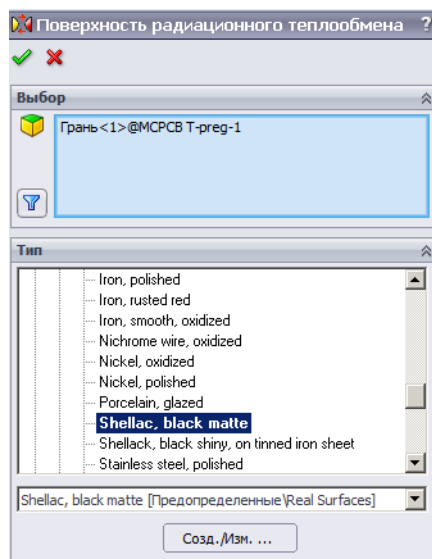 Поверхность радиационного теплообмена ?
Выбор
Грань<1>@MCPCB T-preg-1
Тип
Iron, polished
Iron, rusted red
Iron, smooth, oxidized
Nichrome wire, oxidized
Nickel, oxidized
Nickel, polished
Porcelain, glazed
Shellac, black matte
Shellack, black shiny, on tinned iron sheet
Stainless steel, polished
Shellac, black matte [Предопределенные\Real Surfaces]
Созд./Изм. ...